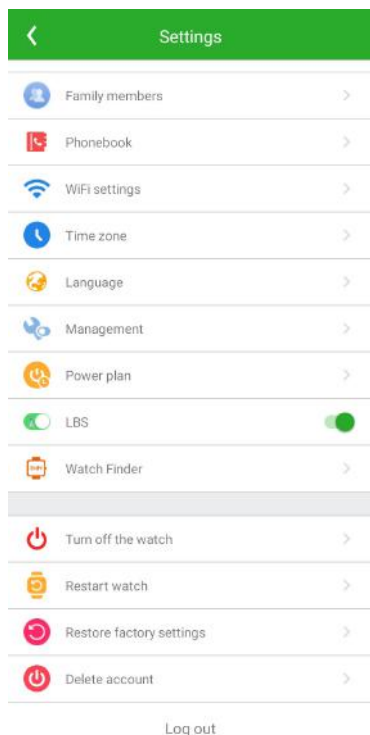 Settings
Family members
Phonebook
WiFi settings
Time zone
Language
Management
Power plan
LBS
Watch Finder
Turn off the watch
Restart watch
Restore factory settings
Delete account
Log out